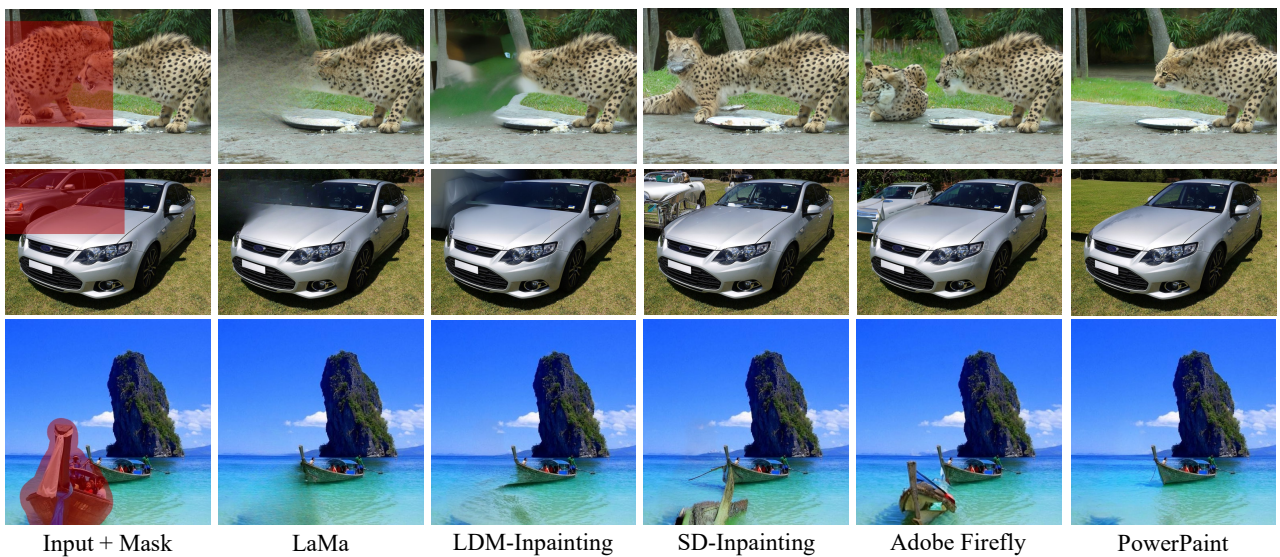 Input + Mask
LaMa
LDM-Inpainting
SD-Inpainting
Adobe Firefly
PowerPaint